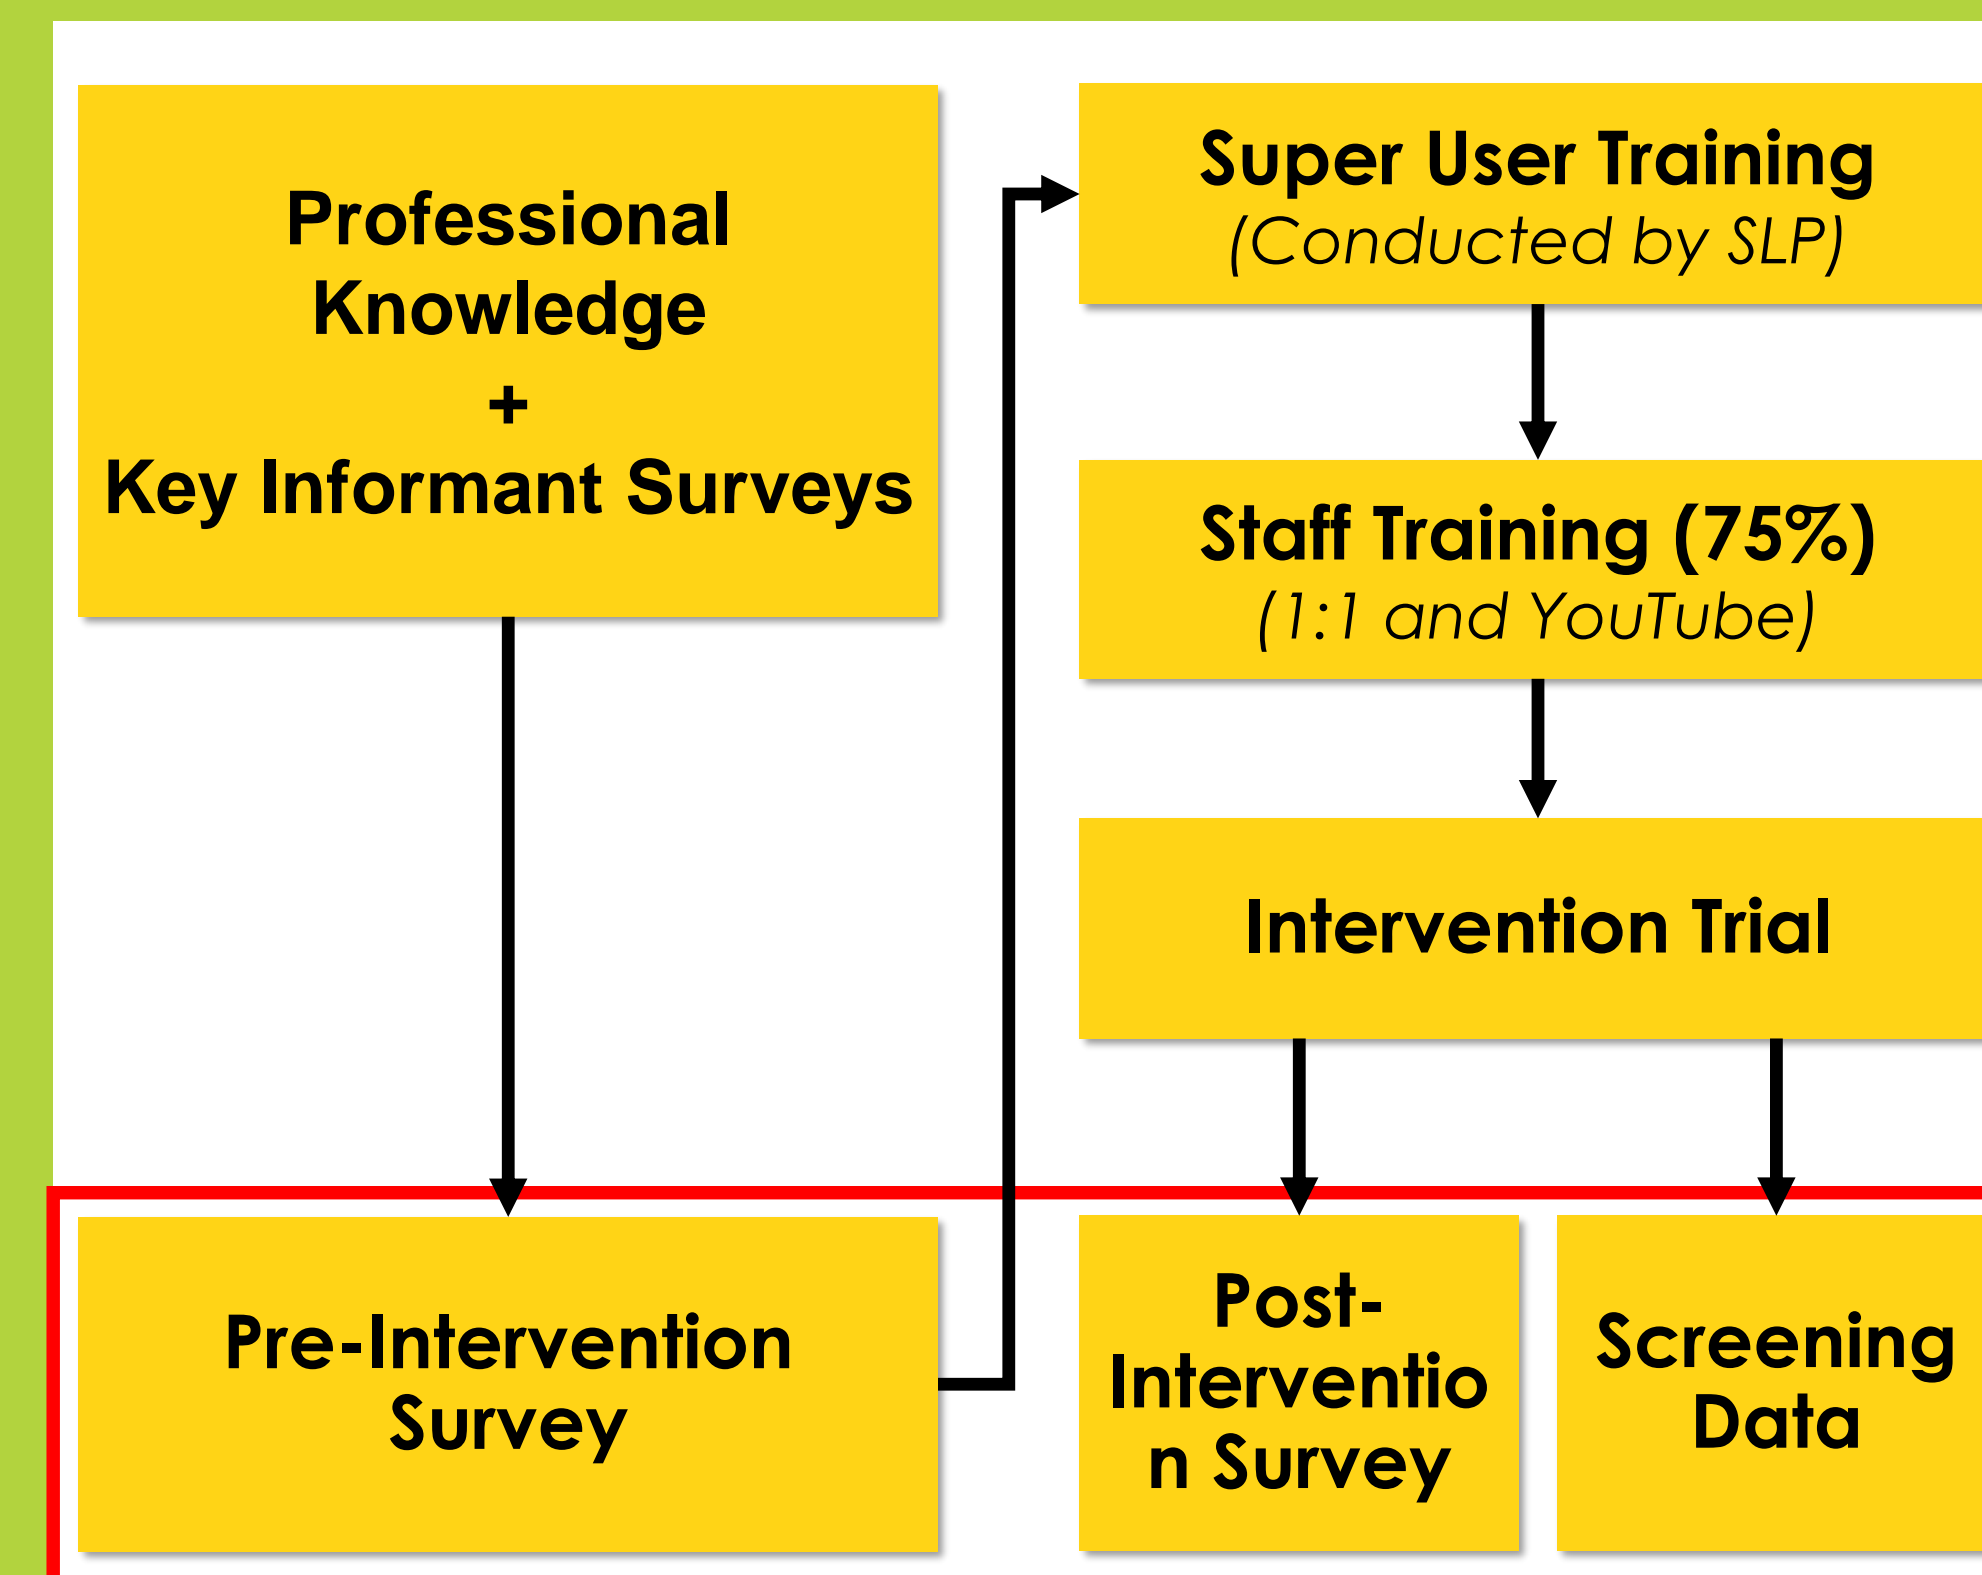 Professional
Knowledge
+
Key Informant Surveys
Pre-Intervention
Survey
Super User Training
(Conducted by SLP)
Staff Training (75%)
(1:1 and YouTube)
Intervention Trial
Post-
Interventio
n Survey
Screening
Data